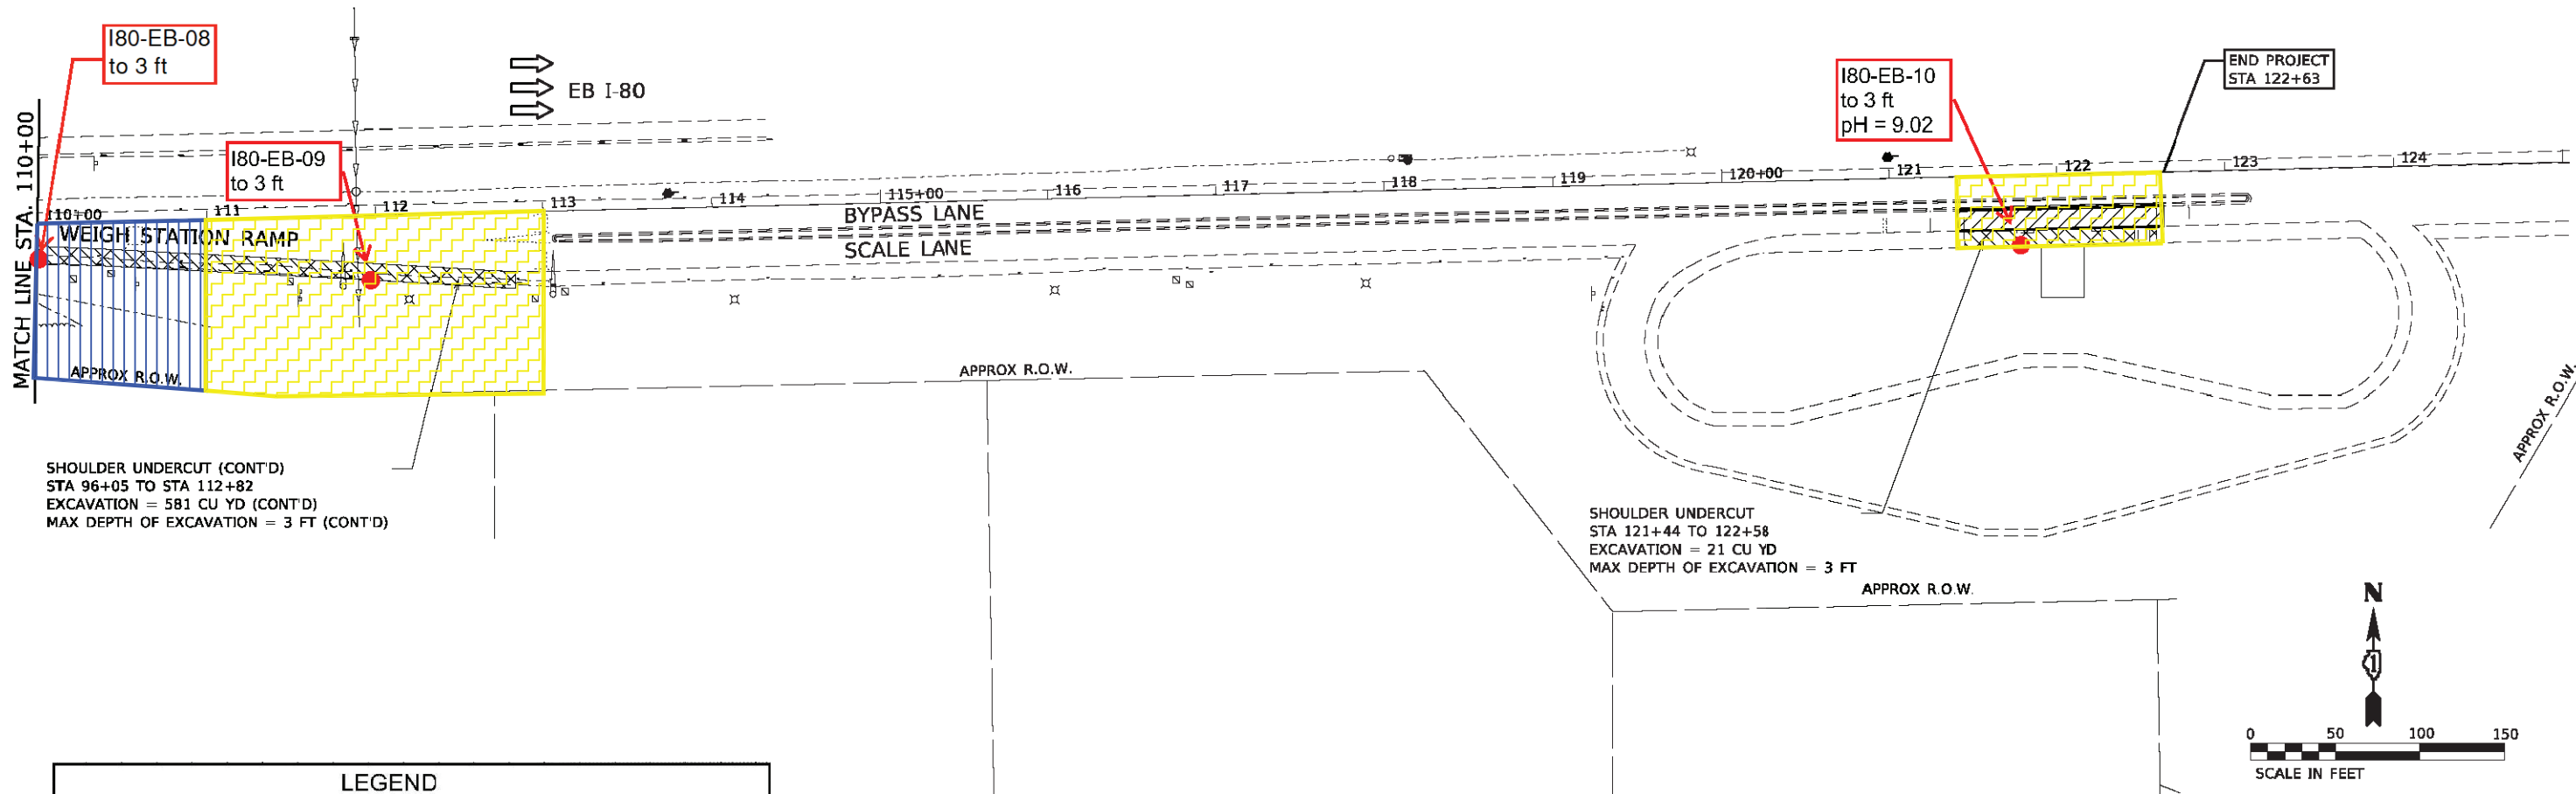 I80-EB-08
to 3 ft
EB I-80
I80-EB-09
to 3 ft
I80-EB-10
to 3 ft
pH = 9.02
END PROJECT
STA 122+63
MATCH LINE STA. 110+00
110+00
111
112
113
114
115+00
116
117
118
119
120+00
121
122
123
124
WEIGH STATION RAMP
BYPASS LANE
SCALE LANE
APPROX R.O.W.
APPROX R.O.W.
APPROX R.O.W.
APPROX R.O.W.
SHOULDER UNDERCUT (CONT'D)
STA 96+05 TO STA 112+82
EXCAVATION = 581 CU YD (CONT'D)
MAX DEPTH OF EXCAVATION = 3 FT (CONT'D)
SHOULDER UNDERCUT
STA 121+44 TO 122+58
EXCAVATION = 21 CU YD
MAX DEPTH OF EXCAVATION = 3 FT
N
0 50 100 150
SCALE IN FEET
LEGEND